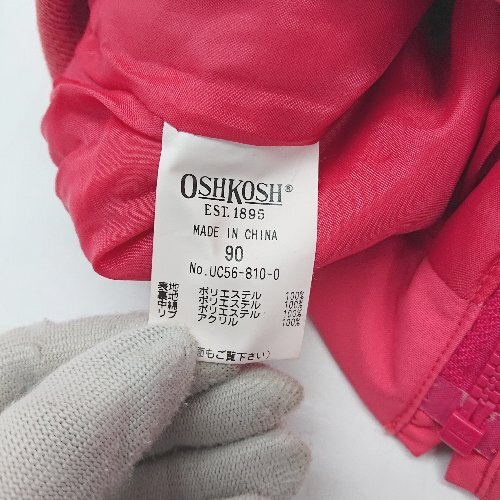 OSHKOSH®
EST. 1895
MADE IN CHINA
90
No.UC56-810-0
表地 ポリエステル 100%
裏地 ポリエステル 100%
中綿 ポリエステル 100%
リブ アクリル 100%
面もご覧下さい)